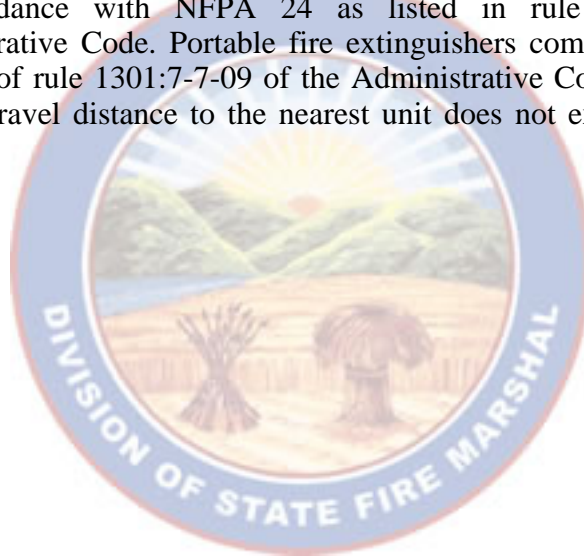 dance with NFPA 24 as listed in rule
rative Code. Portable fire extinguishers com
of rule 1301:7-7-09 of the Administrative Co
ravel distance to the nearest unit does not e
DIVISION OF STATE FIRE MARSHAL